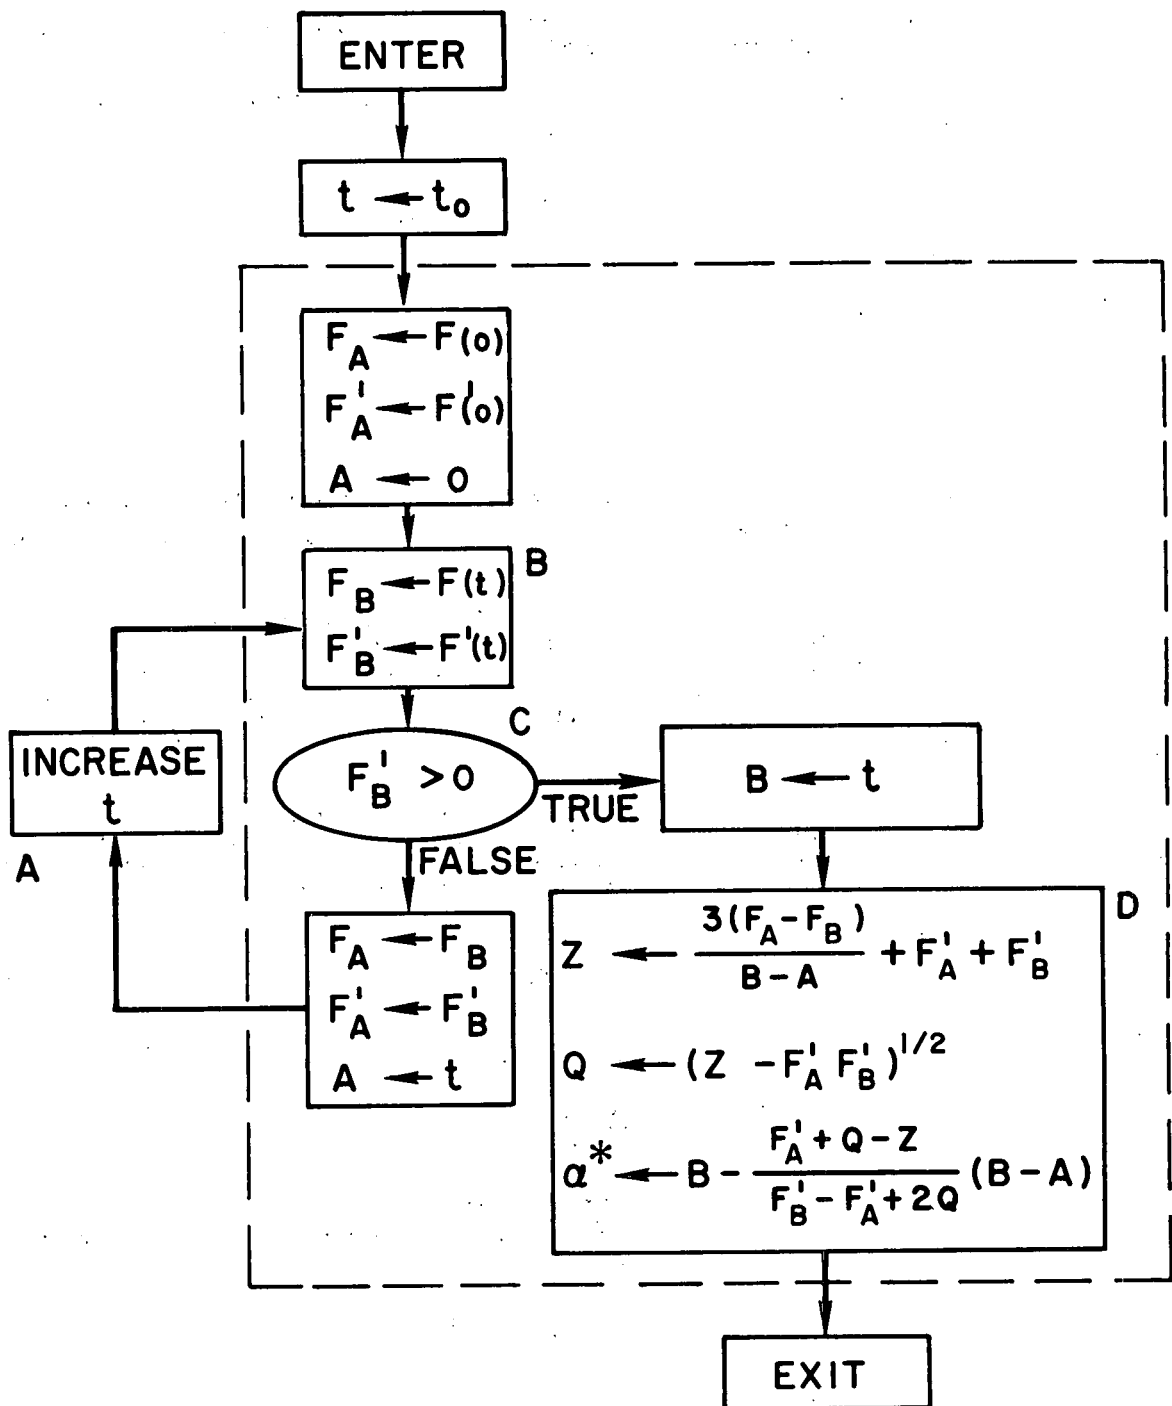 ENTER
t ← t₀
F_A ← F(0)
F'_A ← F'(0)
A ← 0
B
F_B ← F(t)
F'_B ← F'(t)
C
F'_B > 0
TRUE
FALSE
B ← t
INCREASE
t
A
F_A ← F_B
F'_A ← F'_B
A ← t
D
Z ← 3(F_A - F_B) / (B - A) + F'_A + F'_B
Q ← (Z - F'_A F'_B)^1/2
α* ← B - (F'_A + Q - Z) / (F'_B - F'_A + 2Q) (B - A)
EXIT